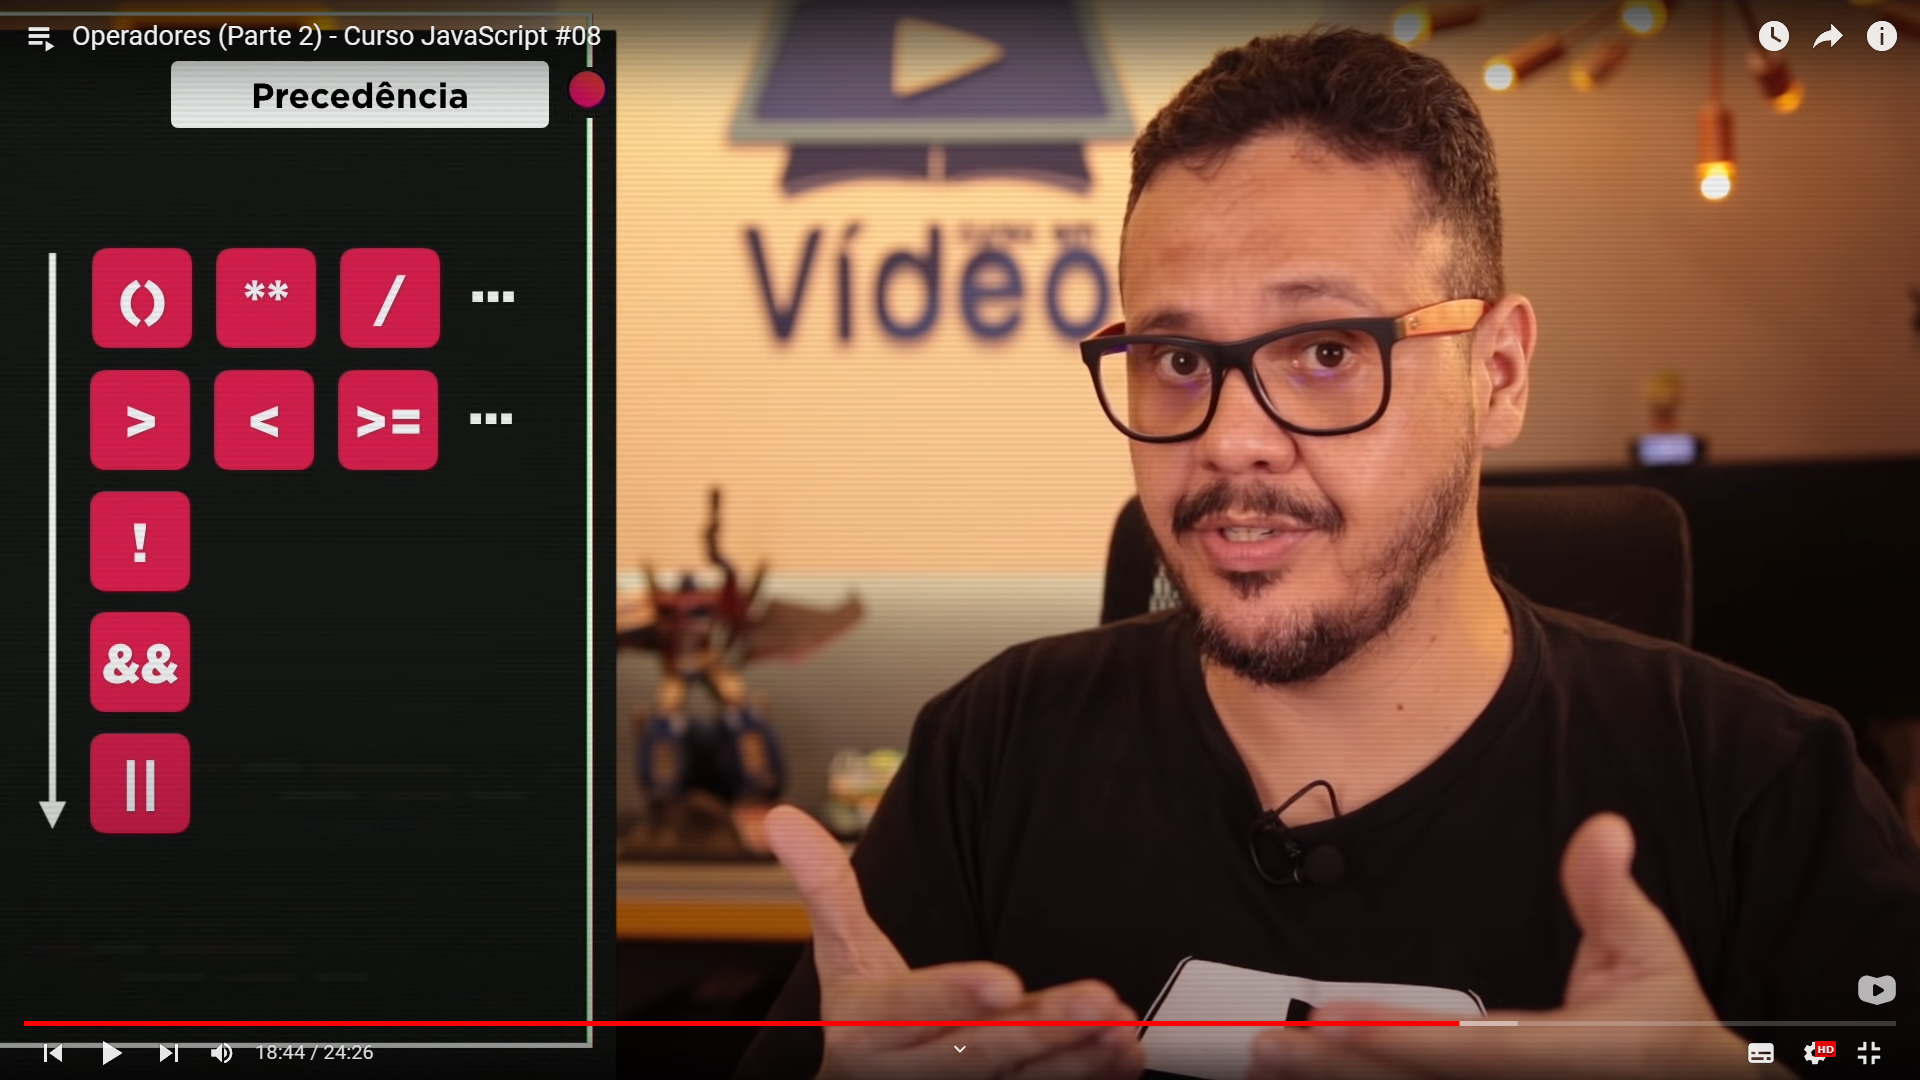 Operadores (Parte 2) - Curso JavaScript #08
Precedência
() ** / ...
> < >= ...
!
&&
||
Vídeo
18:44 / 24:26
HD